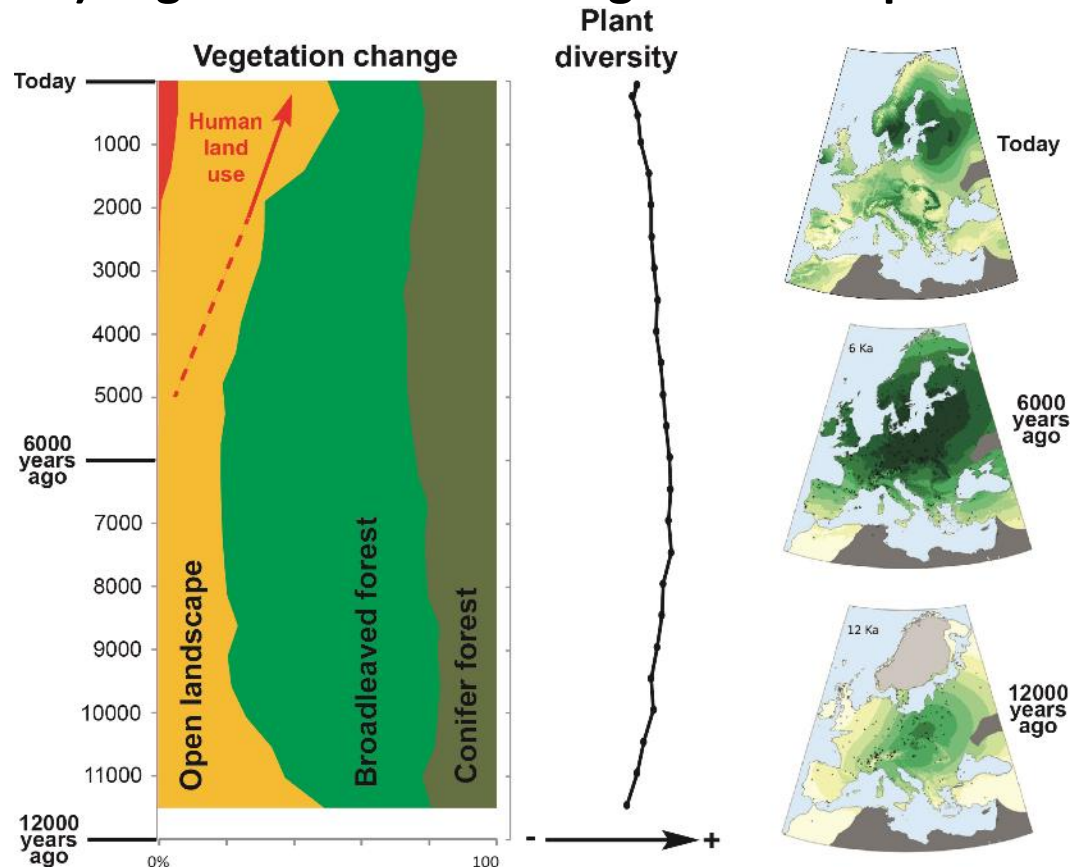 Plant
diversity
Vegetation change
Today
1000
2000
3000
4000
5000
6000
years
ago
7000
8000
9000
10000
11000
12000
years
ago
0%
100
Human
land
use
Open landscape
Broadleaved forest
Conifer forest
- +
Today
6 Ka
6000
years
ago
12 Ka
12000
years
ago